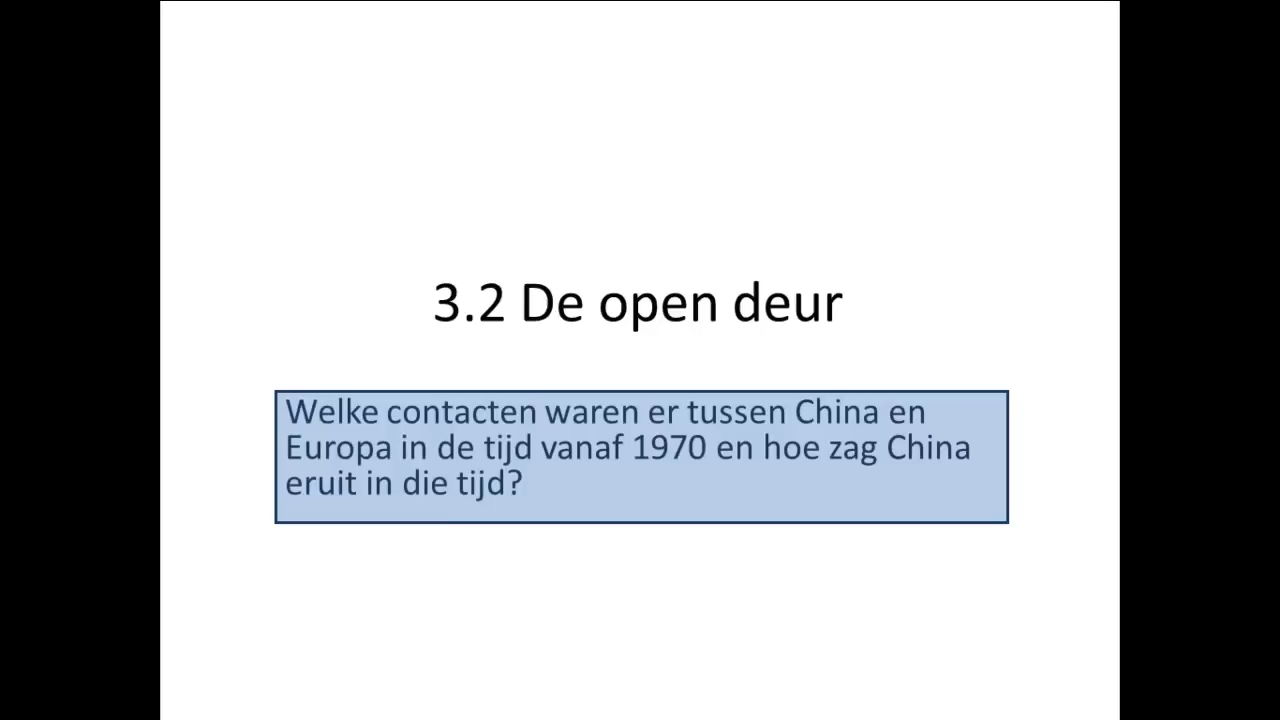 3.2 De open deur
Welke contacten waren er tussen China en
Europa in de tijd vanaf 1970 en hoe zag China
eruit in die tijd?